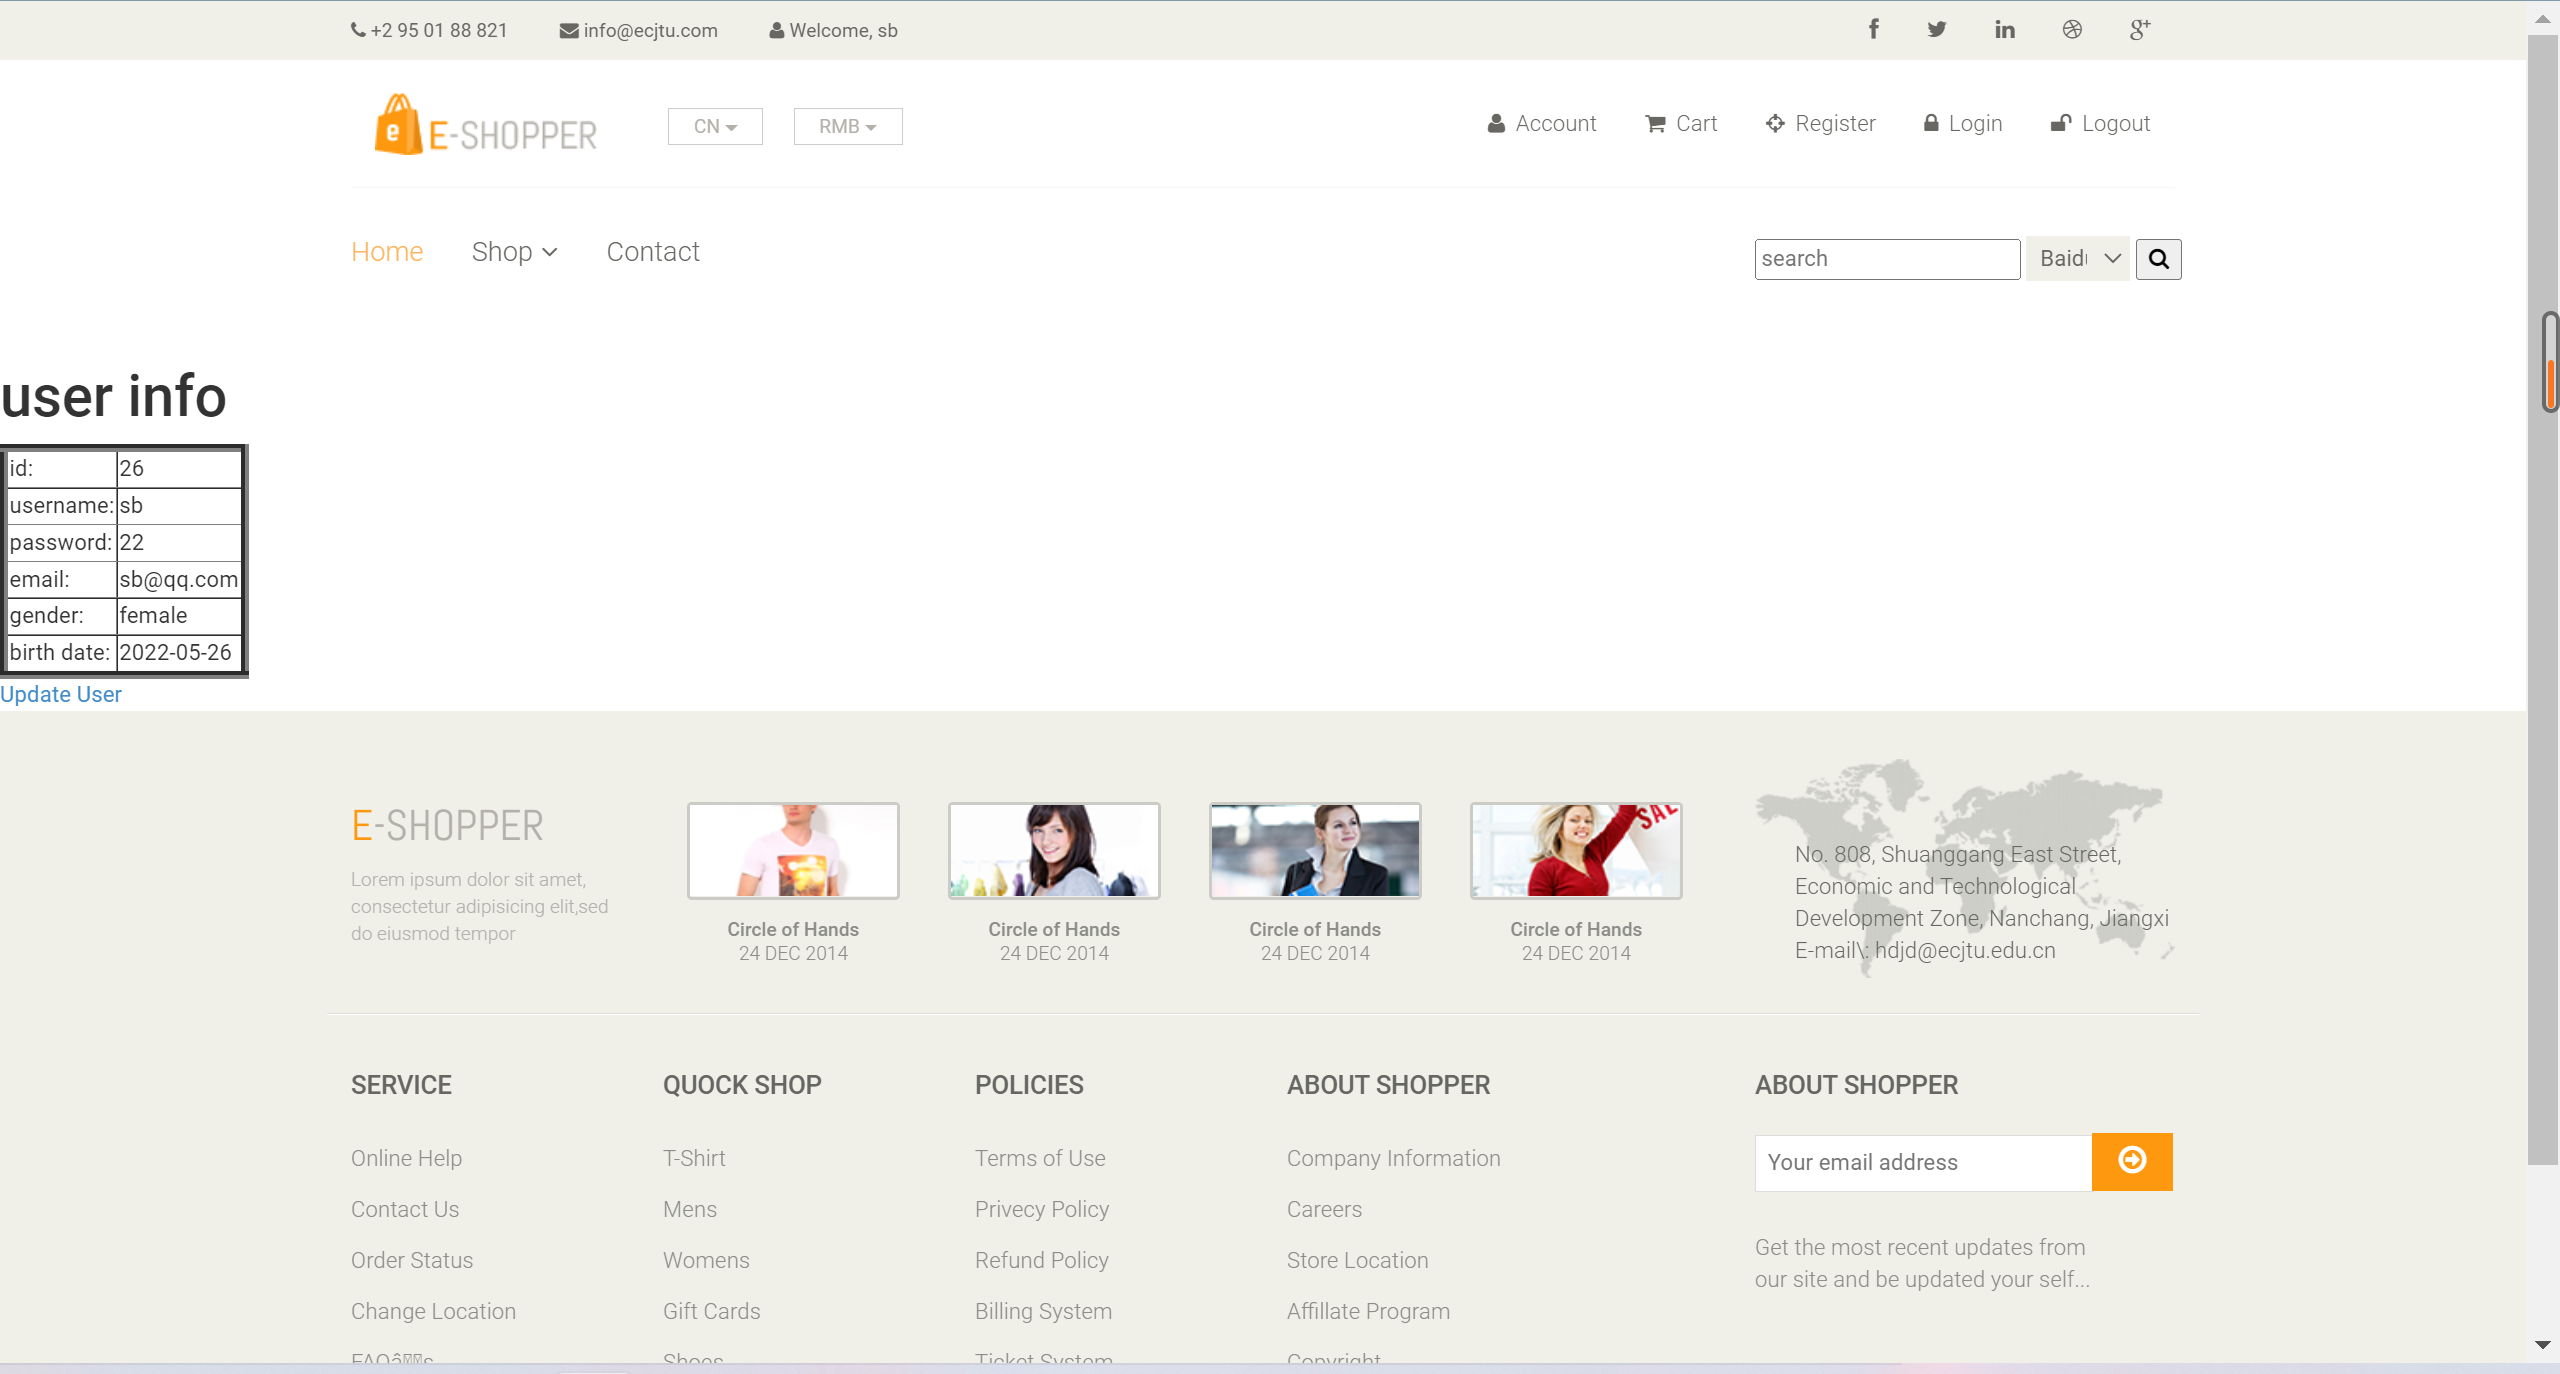 +2 95 01 88 821 info@ecjtu.com Welcome, sb
E-SHOPPER CN RMB Account Cart Register Login Logout
Home Shop Contact search Baidu
user info
id: 26
username: sb
password: 22
email: sb@qq.com
gender: female
birth date: 2022-05-26
Update User
E-SHOPPER
Lorem ipsum dolor sit amet,
consectetur adipisicing elit,sed
do eiusmod tempor
Circle of Hands
24 DEC 2014
Circle of Hands
24 DEC 2014
Circle of Hands
24 DEC 2014
SALE
Circle of Hands
24 DEC 2014
No. 808, Shuanggang East Street,
Economic and Technological
Development Zone, Nanchang, Jiangxi
E-mail\: hdjd@ecjtu.edu.cn
SERVICE
Online Help
Contact Us
Order Status
Change Location
QUOCK SHOP
T-Shirt
Mens
Womens
Gift Cards
Shoes
POLICIES
Terms of Use
Privecy Policy
Refund Policy
Billing System
Ticket System
ABOUT SHOPPER
Company Information
Careers
Store Location
Affillate Program
Copyright
ABOUT SHOPPER
Your email address
Get the most recent updates from
our site and be updated your self...